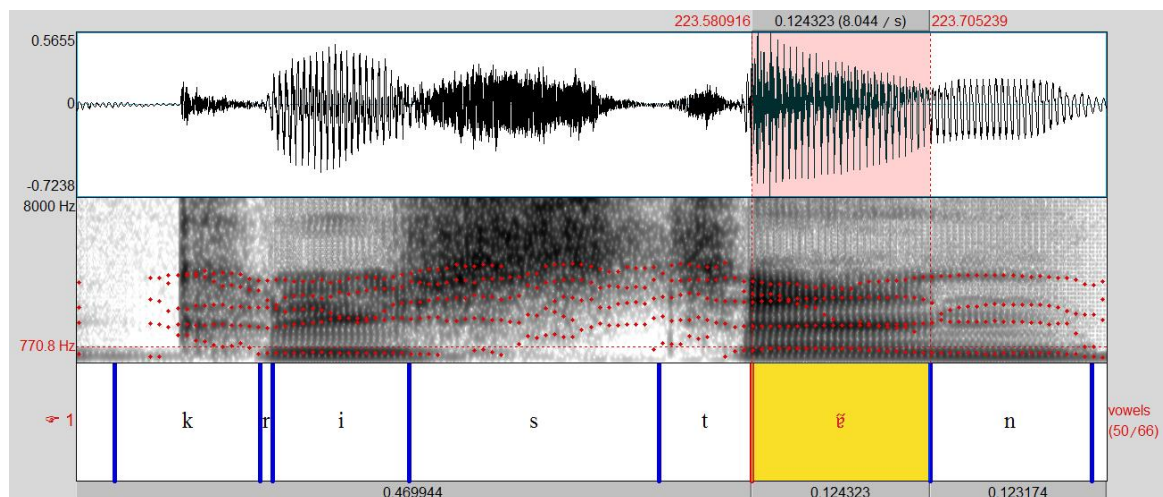 223.580916 0.124323 (8.044 / s) 223.705239
0.5655
0
-0.7238
8000 Hz
770.8 Hz
☞ 1 k r i s t ɐ̃ n vowels
(50/66)
0.469944 0.124323 0.123174